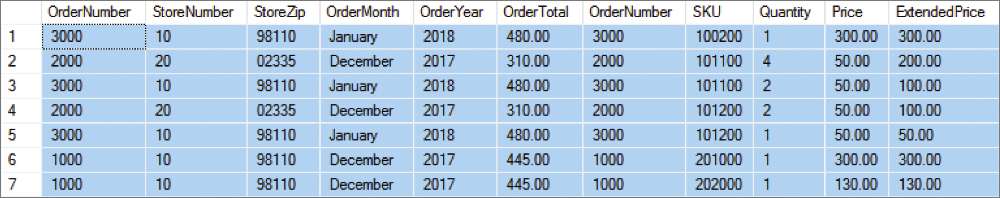 OrderNumber StoreNumber StoreZip OrderMonth OrderYear OrderTotal OrderNumber SKU Quantity Price ExtendedPrice
1 3000 10 98110 January 2018 480.00 3000 100200 1 300.00 300.00
2 2000 20 02335 December 2017 310.00 2000 101100 4 50.00 200.00
3 3000 10 98110 January 2018 480.00 3000 101100 2 50.00 100.00
4 2000 20 02335 December 2017 310.00 2000 101200 2 50.00 100.00
5 3000 10 98110 January 2018 480.00 3000 101200 1 50.00 50.00
6 1000 10 98110 December 2017 445.00 1000 201000 1 300.00 300.00
7 1000 10 98110 December 2017 445.00 1000 202000 1 130.00 130.00